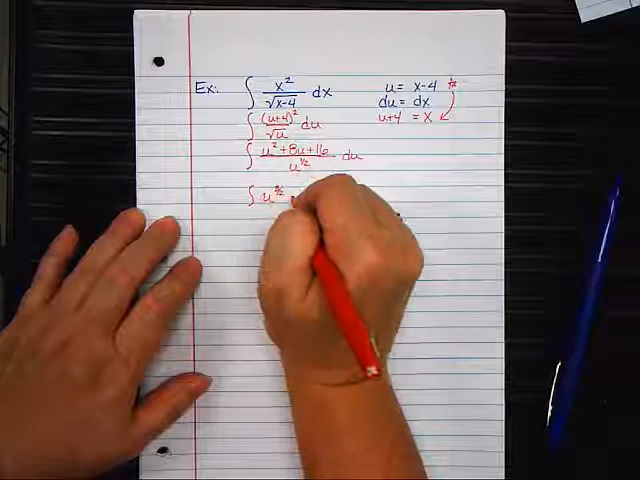 Ex: ∫ x²/√(x-4) dx    u = x-4
du = dx
∫ (u+4)²/√u du    u+4 = x
∫ (u²+8u+16)/u^(1/2) du
∫ u^(3/2)